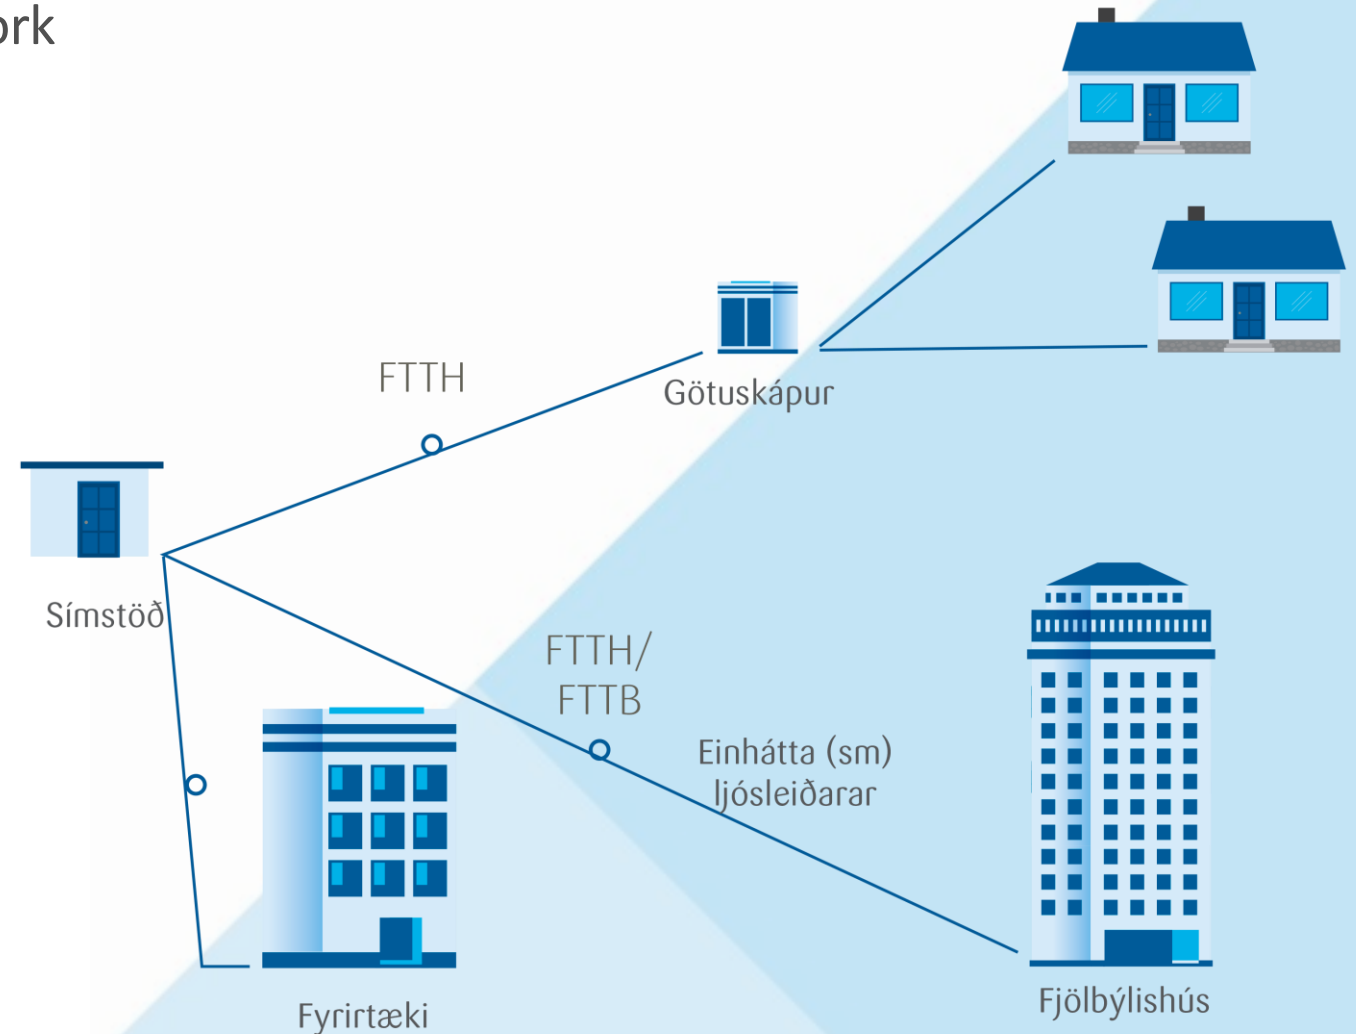 ork
FTTH
Götuskápur
Símstöð
FTTH/
FTTB
Einhátta (sm)
ljósleiðarar
Fyrirtæki
Fjölbýlishús